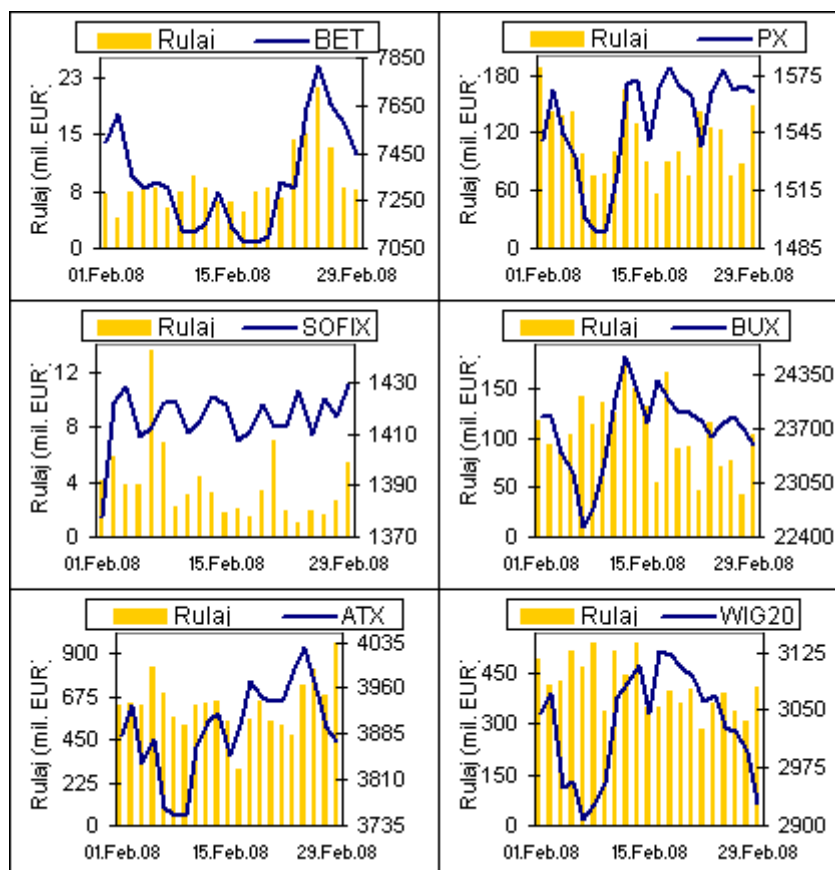 Rulaj BET
Rulaj (mil. EUR).
23
15
8
0
7850
7650
7450
7250
7050
01.Feb.08 15.Feb.08 29.Feb.08
Rulaj PX
Rulaj (mil. EUR).
180
120
60
0
1575
1545
1515
1485
01.Feb.08 15.Feb.08 29.Feb.08
Rulaj SOFIX
Rulaj (mil. EUR).
12
8
4
0
1430
1410
1390
1370
01.Feb.08 15.Feb.08 29.Feb.08
Rulaj BUX
Rulaj (mil. EUR).
150
100
50
0
24350
23700
23050
22400
01.Feb.08 15.Feb.08 29.Feb.08
Rulaj ATX
Rulaj (mil. EUR).
900
675
450
225
0
4035
3960
3885
3810
3735
01.Feb.08 15.Feb.08 29.Feb.08
Rulaj WIG20
Rulaj (mil. EUR).
450
300
150
0
3125
3050
2975
2900
01.Feb.08 15.Feb.08 29.Feb.08